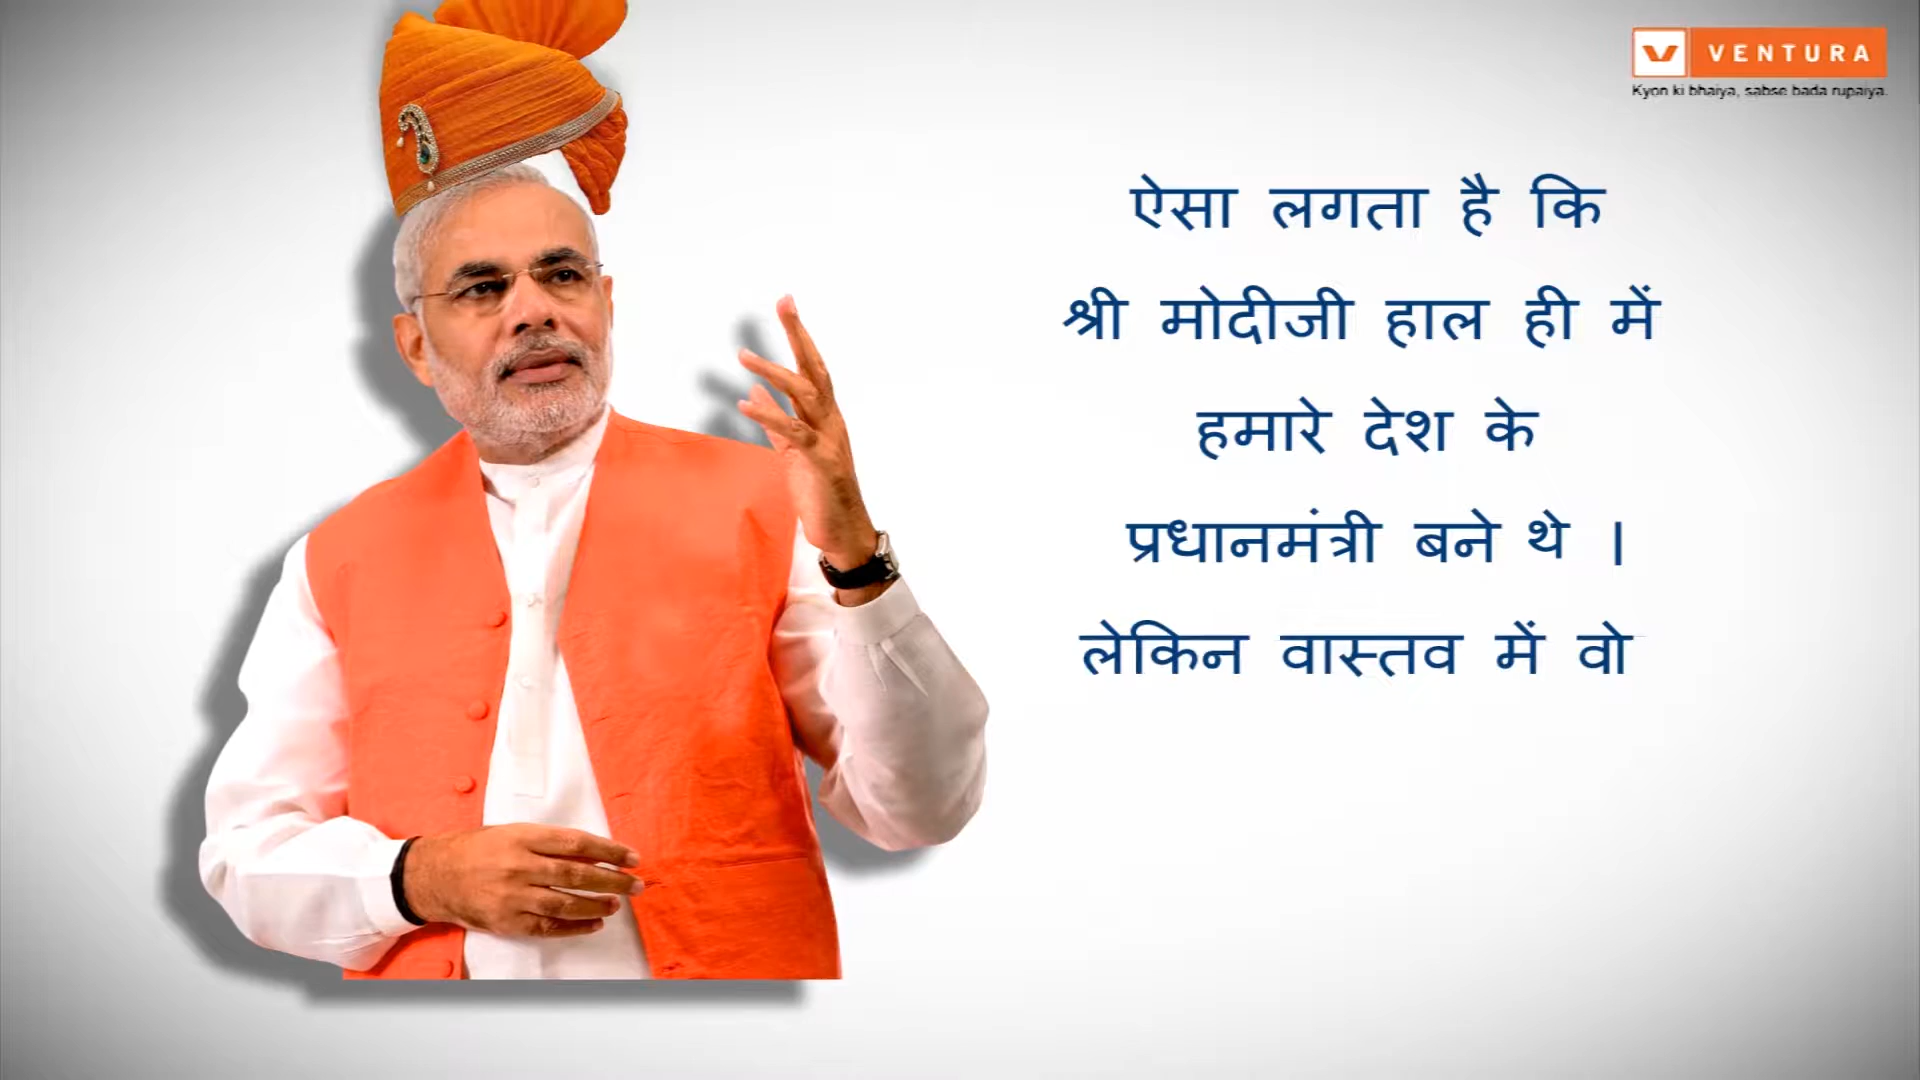 VENTURA
Kyon ki bhaiya, sabse bada rupaiya.
ऐसा लगता है कि
श्री मोदीजी हाल ही में
हमारे देश के
प्रधानमंत्री बने थे ।
लेकिन वास्तव में वो